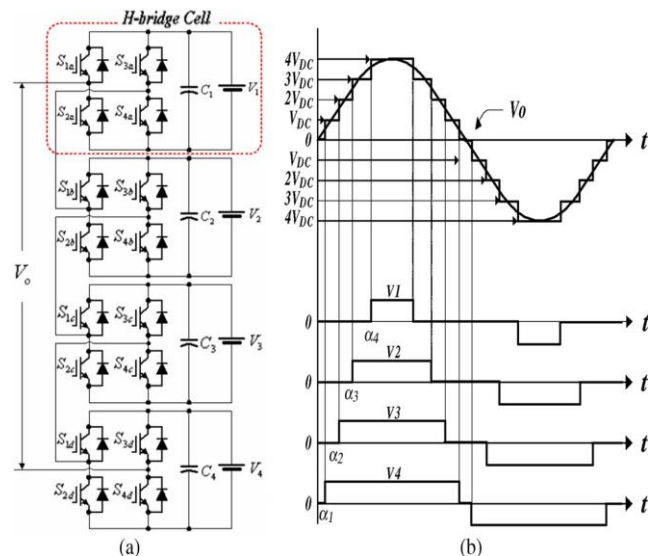 H-bridge Cell
S1a S3a C1 V1
S2a S4a
S1b S3b C2 V2
S2b S4b
Vo
S1c S3c C3 V3
S2c S4c
S1d S3d C4 V4
S2d S4d
(a)
4VDC
3VDC
2VDC
VDC
0 t
VDC
2VDC
3VDC
4VDC
V0
V1
0 t
α4
V2
0 t
α3
V3
0 t
α2
V4
0 t
α1
(b)